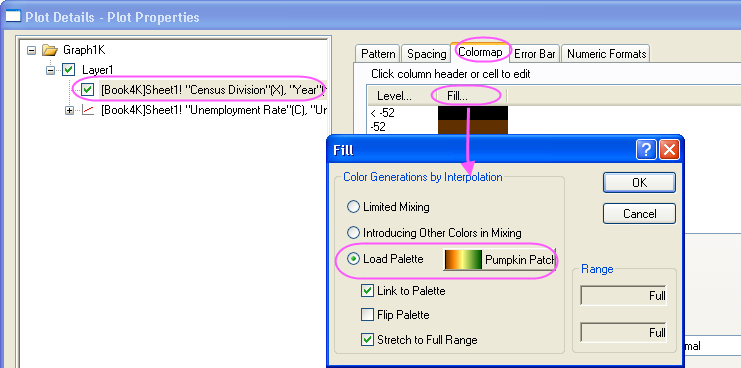 Plot Details - Plot Properties
Graph1K
Layer1
[Book4K]Sheet1! "Census Division"(X), "Year"(
[Book4K]Sheet1! "Unemployment Rate"(C), "Un
Pattern Spacing Colormap Error Bar Numeric Formats
Click column header or cell to edit
Level... Fill...
< -52
-52
Fill
Color Generations by Interpolation
Limited Mixing
Introducing Other Colors in Mixing
Load Palette Pumpkin Patch
Link to Palette
Flip Palette
Stretch to Full Range
OK
Cancel
Range
Full
Full
mal